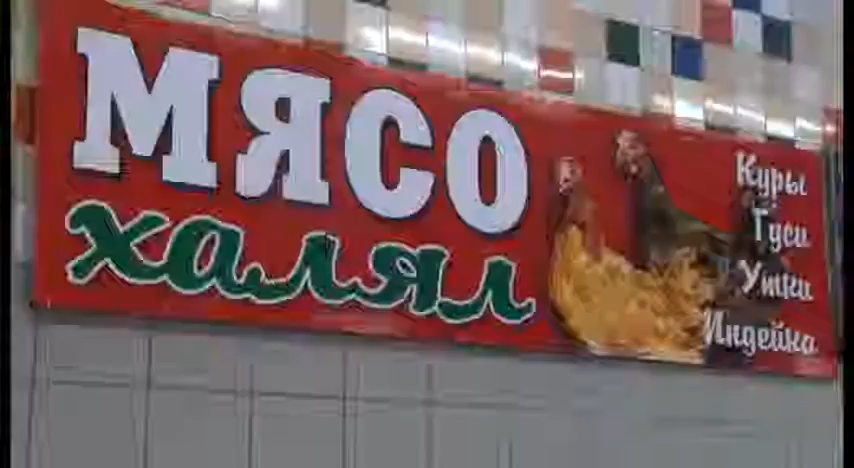 МЯСО
халял
Куры
Гуси
Утки
Индейка